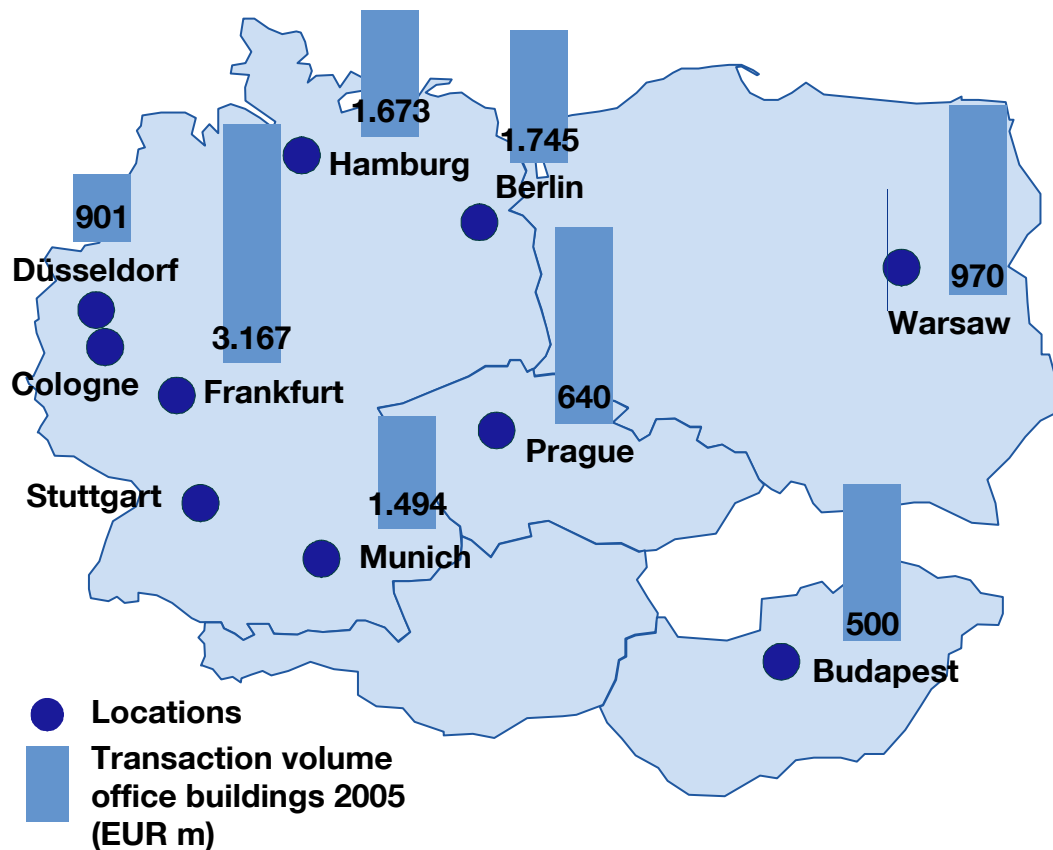 1.673
Hamburg
1.745
Berlin
901
Düsseldorf
3.167
970
Warsaw
Cologne
Frankfurt
640
Prague
Stuttgart
1.494
Munich
500
Budapest
Locations
Transaction volume
office buildings 2005
(EUR m)